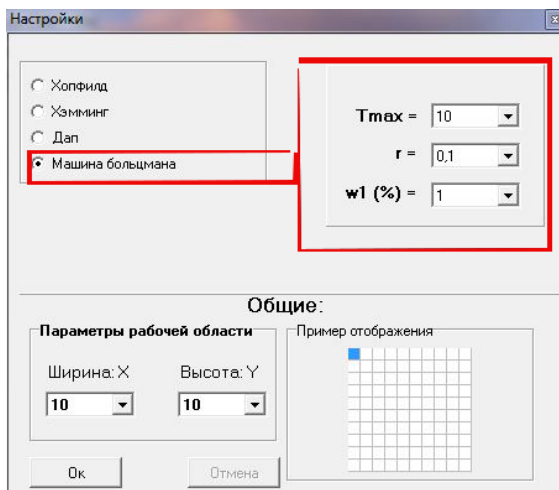 Настройки
Хопфилд
Хэмминг
Дап
Машина больцмана
Tmax = 10
r = 0,1
w1 (%) = 1
Общие:
Параметры рабочей области
Ширина: X
Высота: Y
10
10
Пример отображения
Ок
Отмена